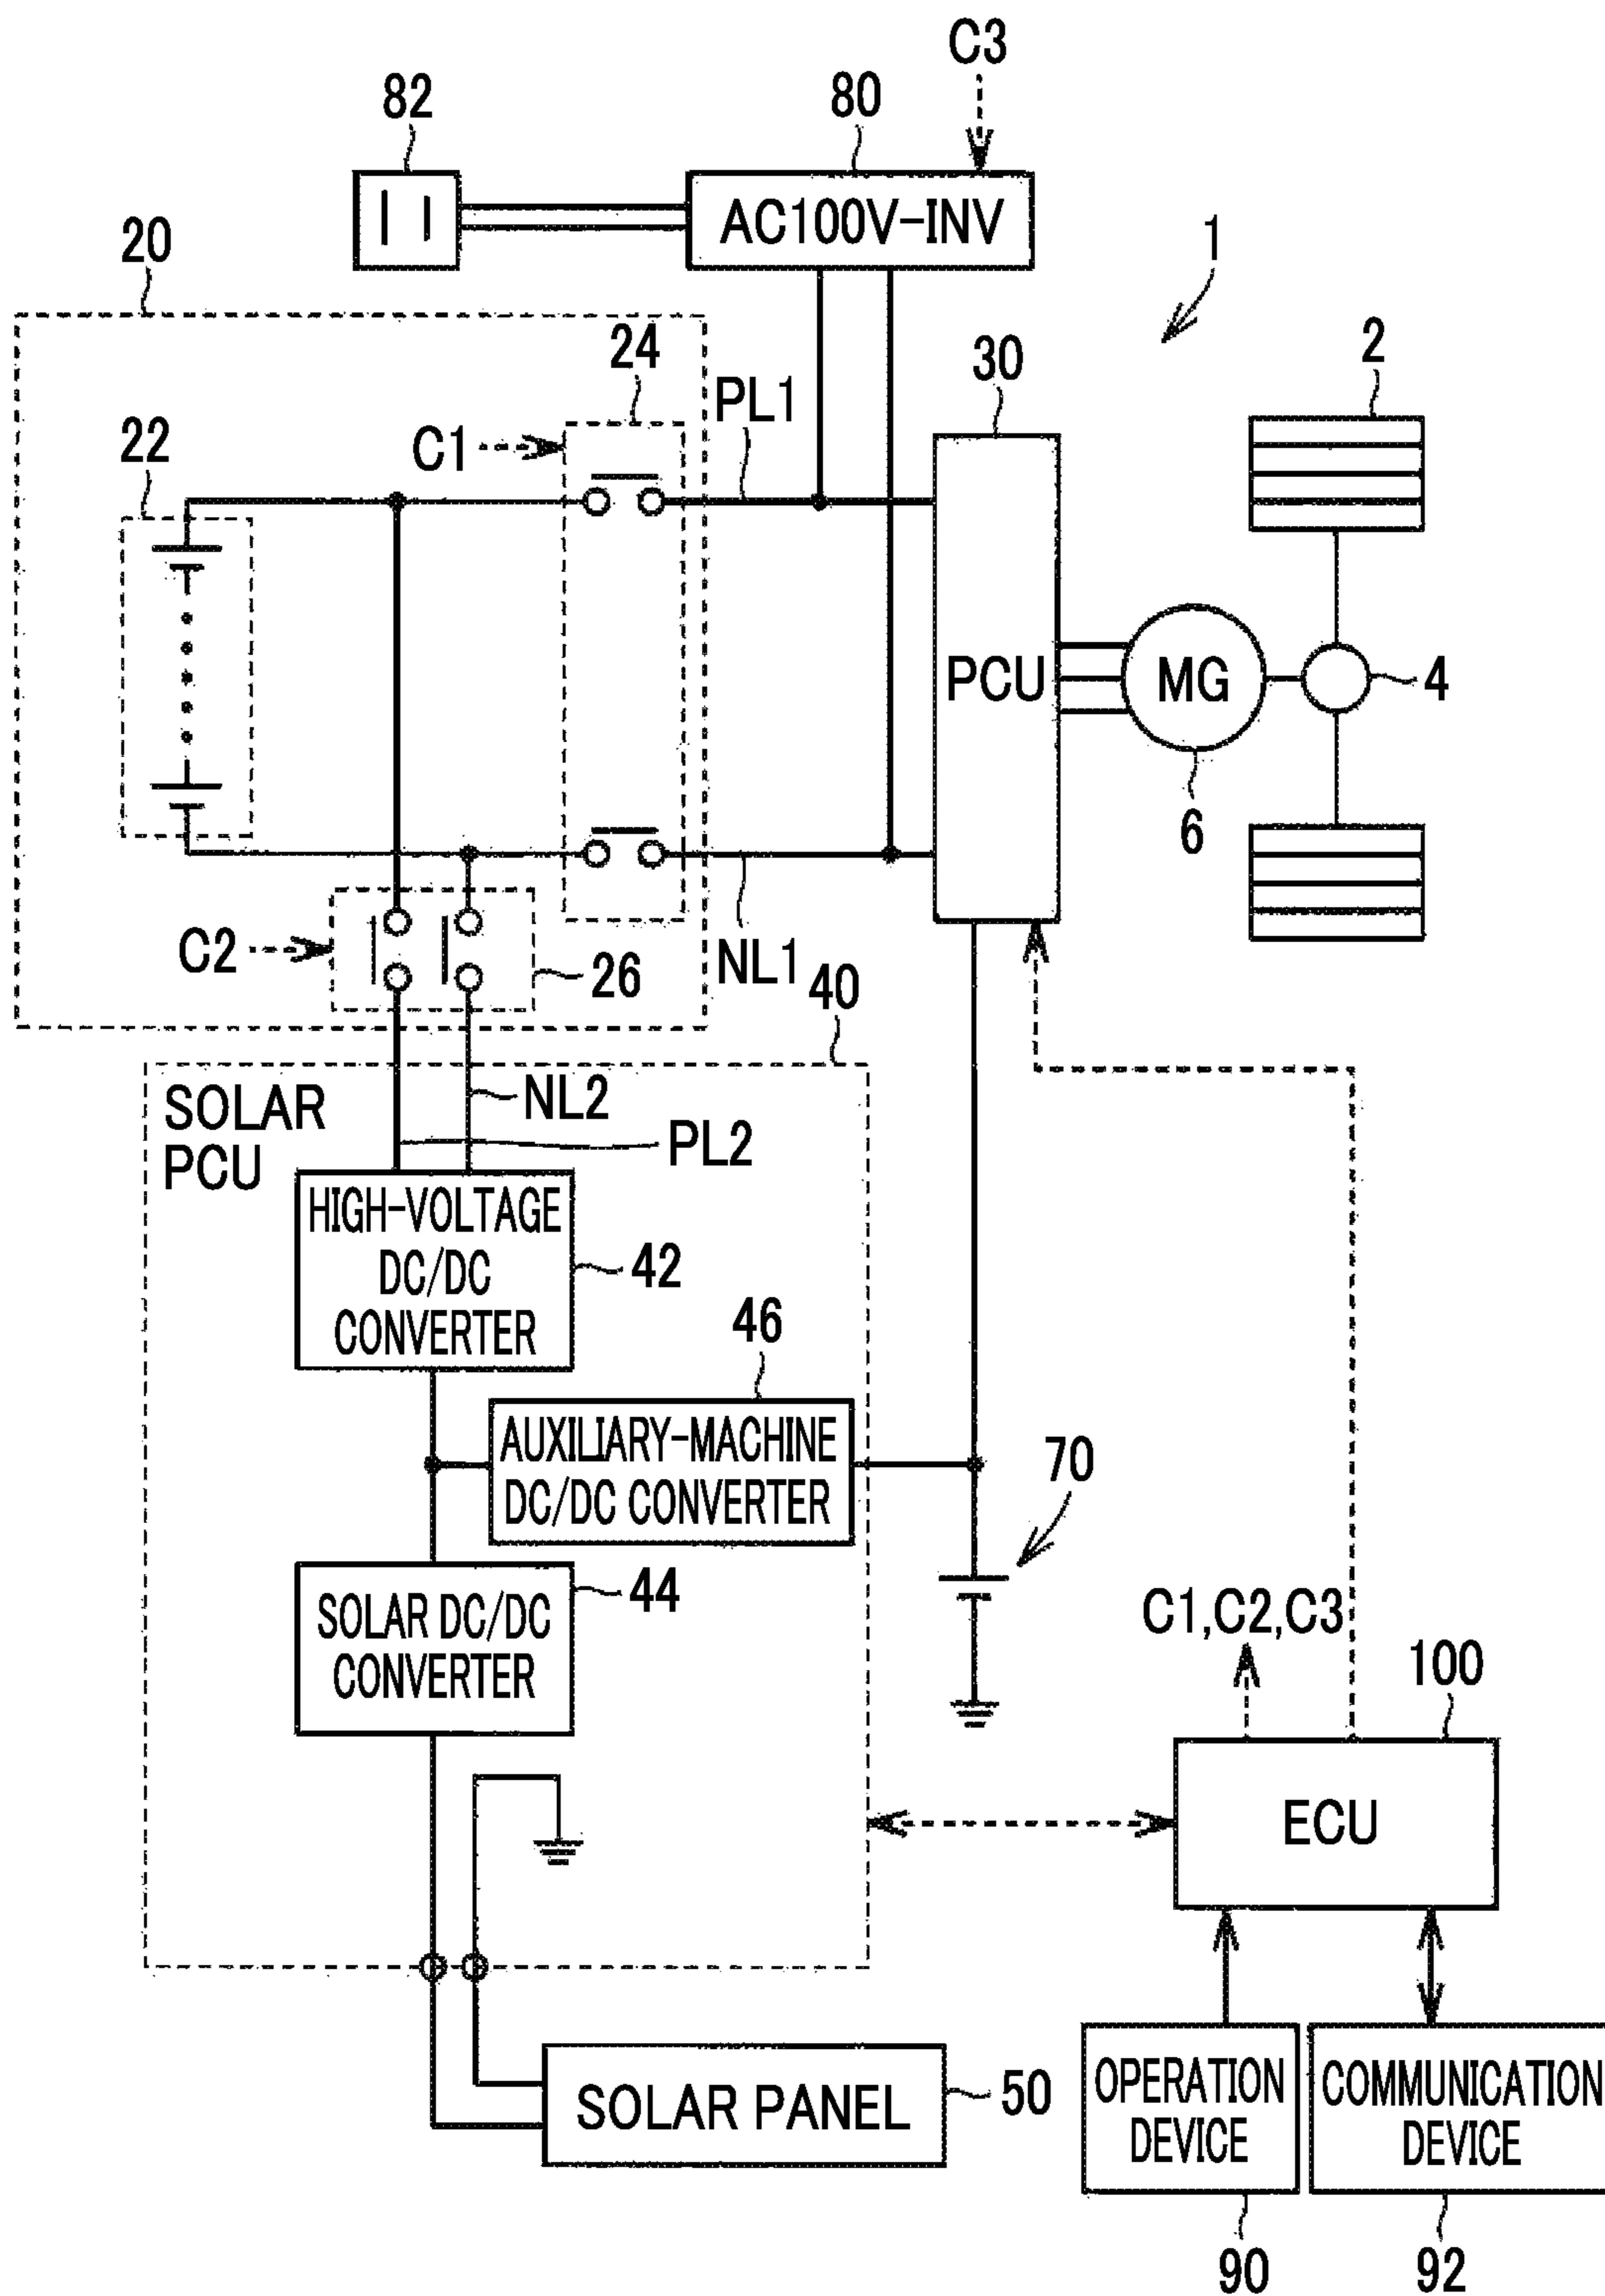 C3
82
80
AC100V-INV
20
1
24
30
2
PL1
22
C1
PCU
MG
4
6
C2
26
NL1
40
SOLAR
PCU
NL2
PL2
HIGH-VOLTAGE
DC/DC
CONVERTER
42
46
AUXILIARY-MACHINE
DC/DC CONVERTER
70
SOLAR DC/DC
CONVERTER
44
C1,C2,C3
100
ECU
SOLAR PANEL
50
OPERATION
DEVICE
COMMUNICATION
DEVICE
90
92